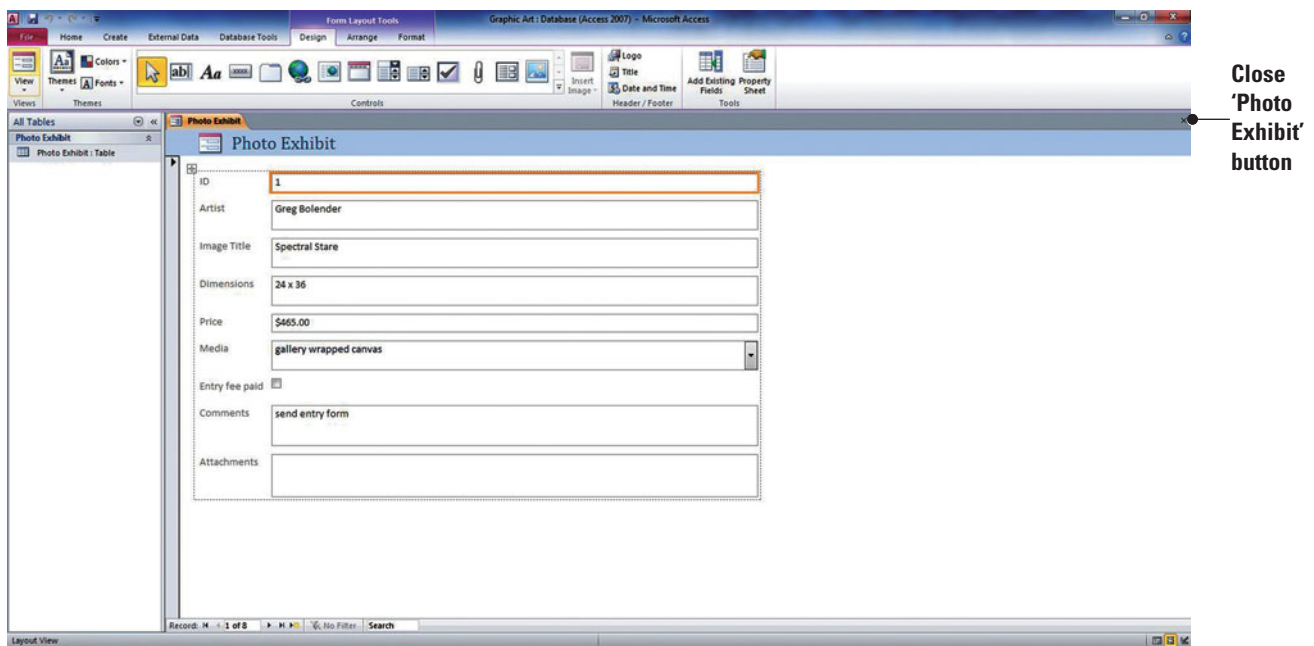 Form Layout Tools
Graphic Art : Database (Access 2007) - Microsoft Access
File Home Create External Data Database Tools Design Arrange Format
View
Views
Themes
Colors
Fonts
Themes
Controls
Insert Image
Logo
Title
Date and Time
Header / Footer
Add Existing Fields
Property Sheet
Tools
All Tables
Photo Exhibit
Photo Exhibit : Table
Photo Exhibit
Photo Exhibit
ID 1
Artist Greg Bolender
Image Title Spectral Stare
Dimensions 24 x 36
Price $465.00
Media gallery wrapped canvas
Entry fee paid
Comments send entry form
Attachments
Record: 1 of 8 No Filter Search
Layout View
Close
‘Photo
Exhibit’
button